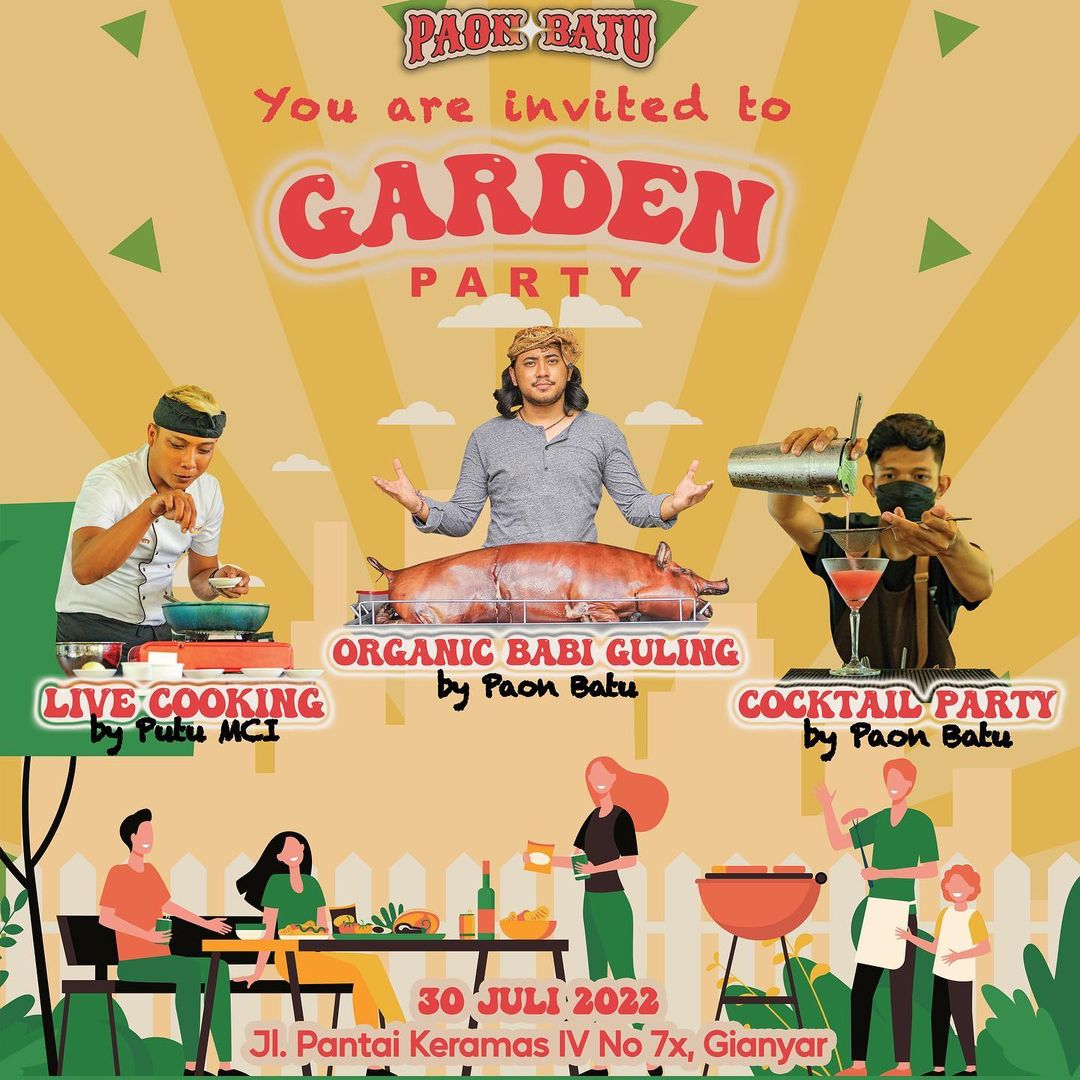 PAON BATU
You are invited to
GARDEN
PARTY
ORGANIC BABI GULING
by Paon Batu
LIVE COOKING
by Putu MCI
COCKTAIL PARTY
by Paon Batu
30 JULI 2022
Jl. Pantai Keramas IV No 7x, Gianyar